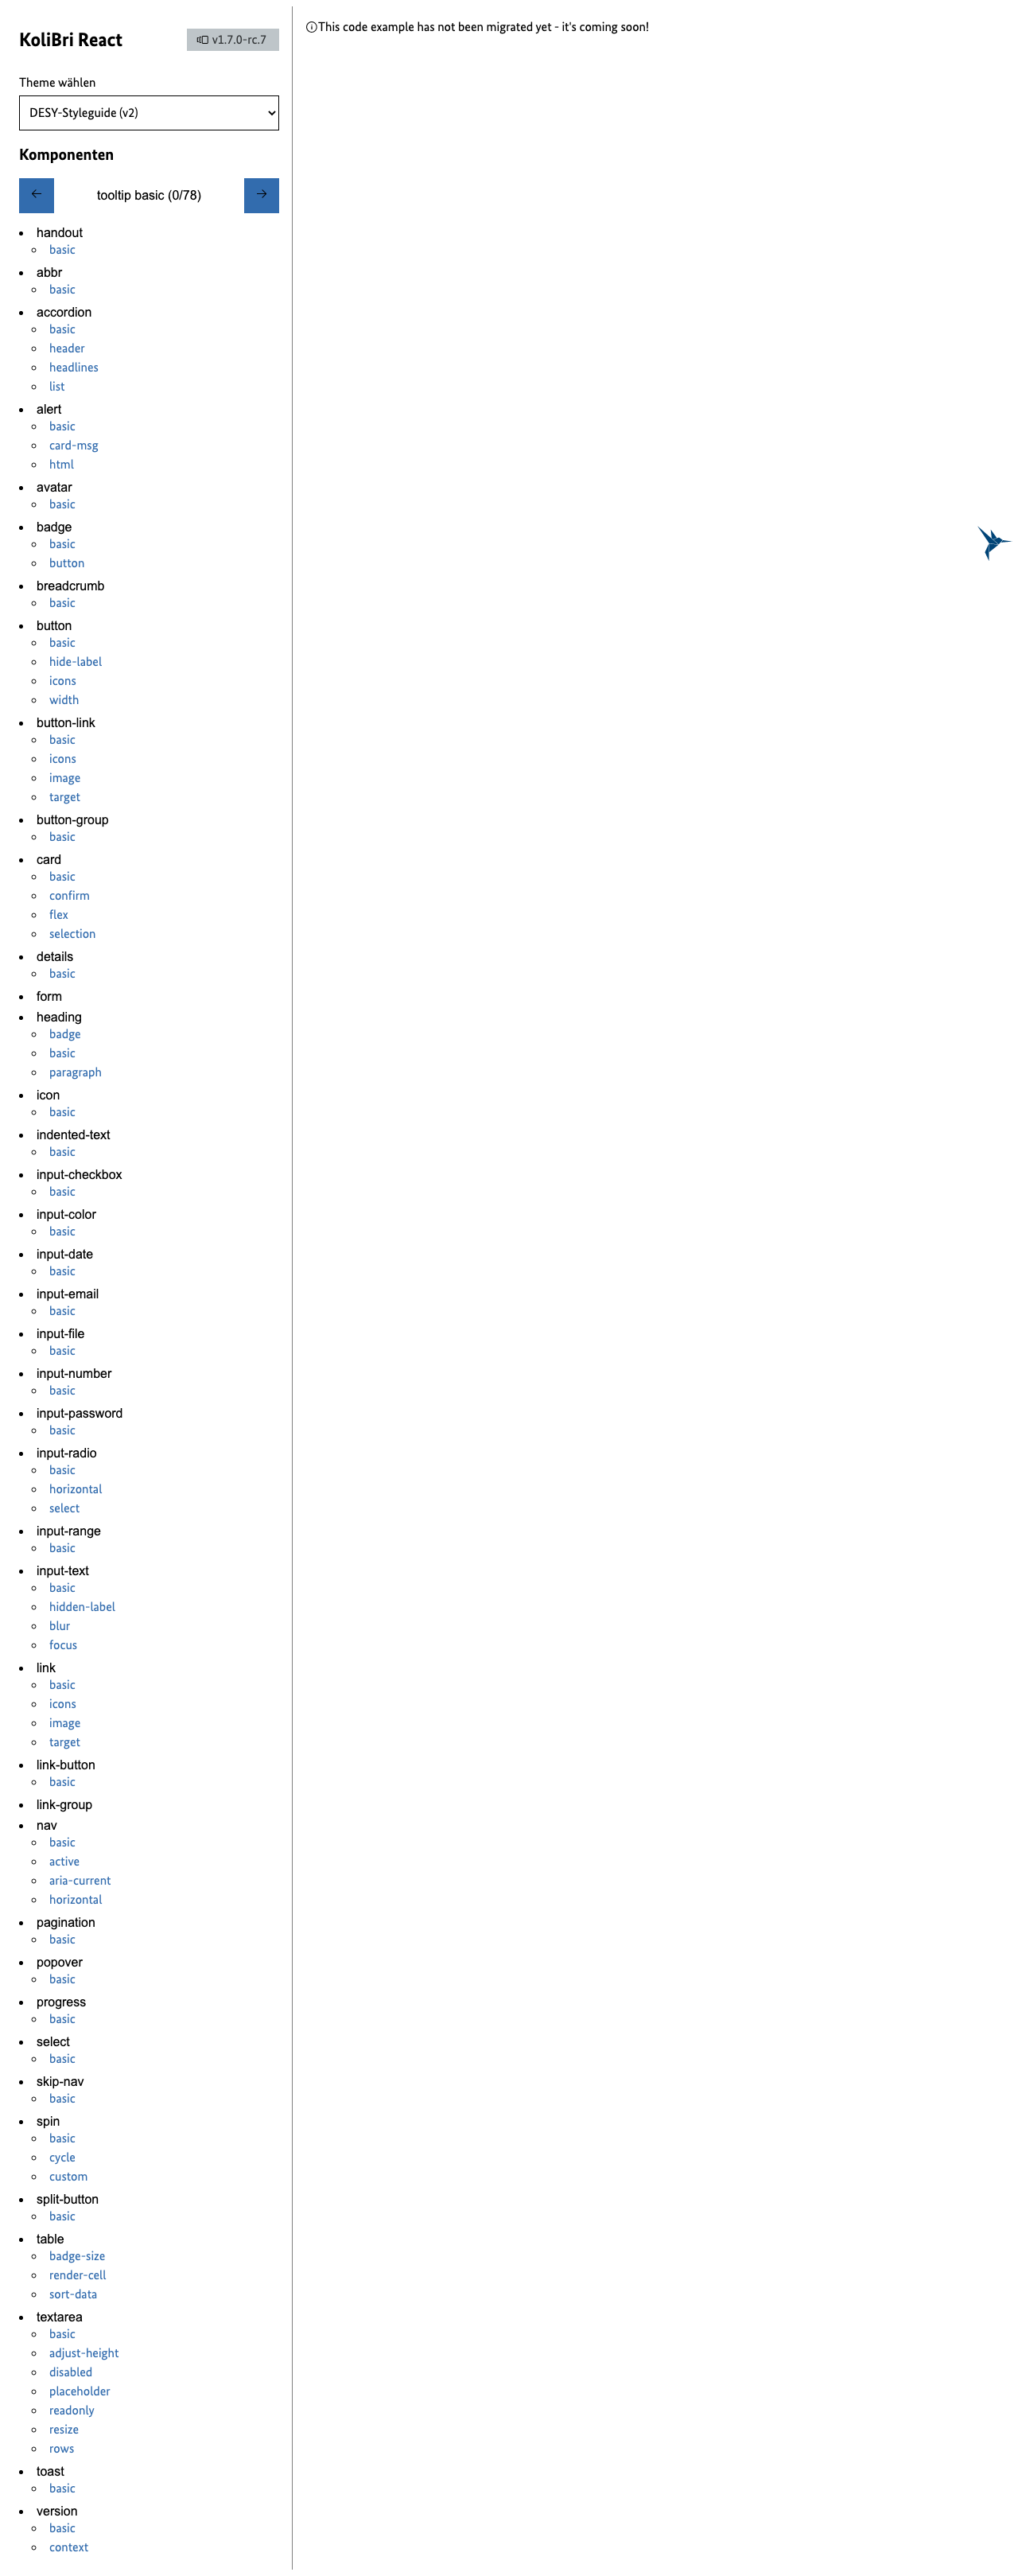 KoliBri React
v1.7.0-rc.7
Theme wählen
DESY-Styleguide (v2)
Komponenten
← tooltip basic (0/78) →
handout
basic
abbr
basic
accordion
basic
header
headlines
list
alert
basic
card-msg
html
avatar
basic
badge
basic
button
breadcrumb
basic
button
basic
hide-label
icons
width
button-link
basic
icons
image
target
button-group
basic
card
basic
confirm
flex
selection
details
basic
form
heading
badge
basic
paragraph
icon
basic
indented-text
basic
input-checkbox
basic
input-color
basic
input-date
basic
input-email
basic
input-file
basic
input-number
basic
input-password
basic
input-radio
basic
horizontal
select
input-range
basic
input-text
basic
hidden-label
blur
focus
link
basic
icons
image
target
link-button
basic
link-group
nav
basic
active
aria-current
horizontal
pagination
basic
popover
basic
progress
basic
select
basic
skip-nav
basic
spin
basic
cycle
custom
split-button
basic
table
badge-size
render-cell
sort-data
textarea
basic
adjust-height
disabled
placeholder
readonly
resize
rows
toast
basic
version
basic
context
This code example has not been migrated yet - it's coming soon!